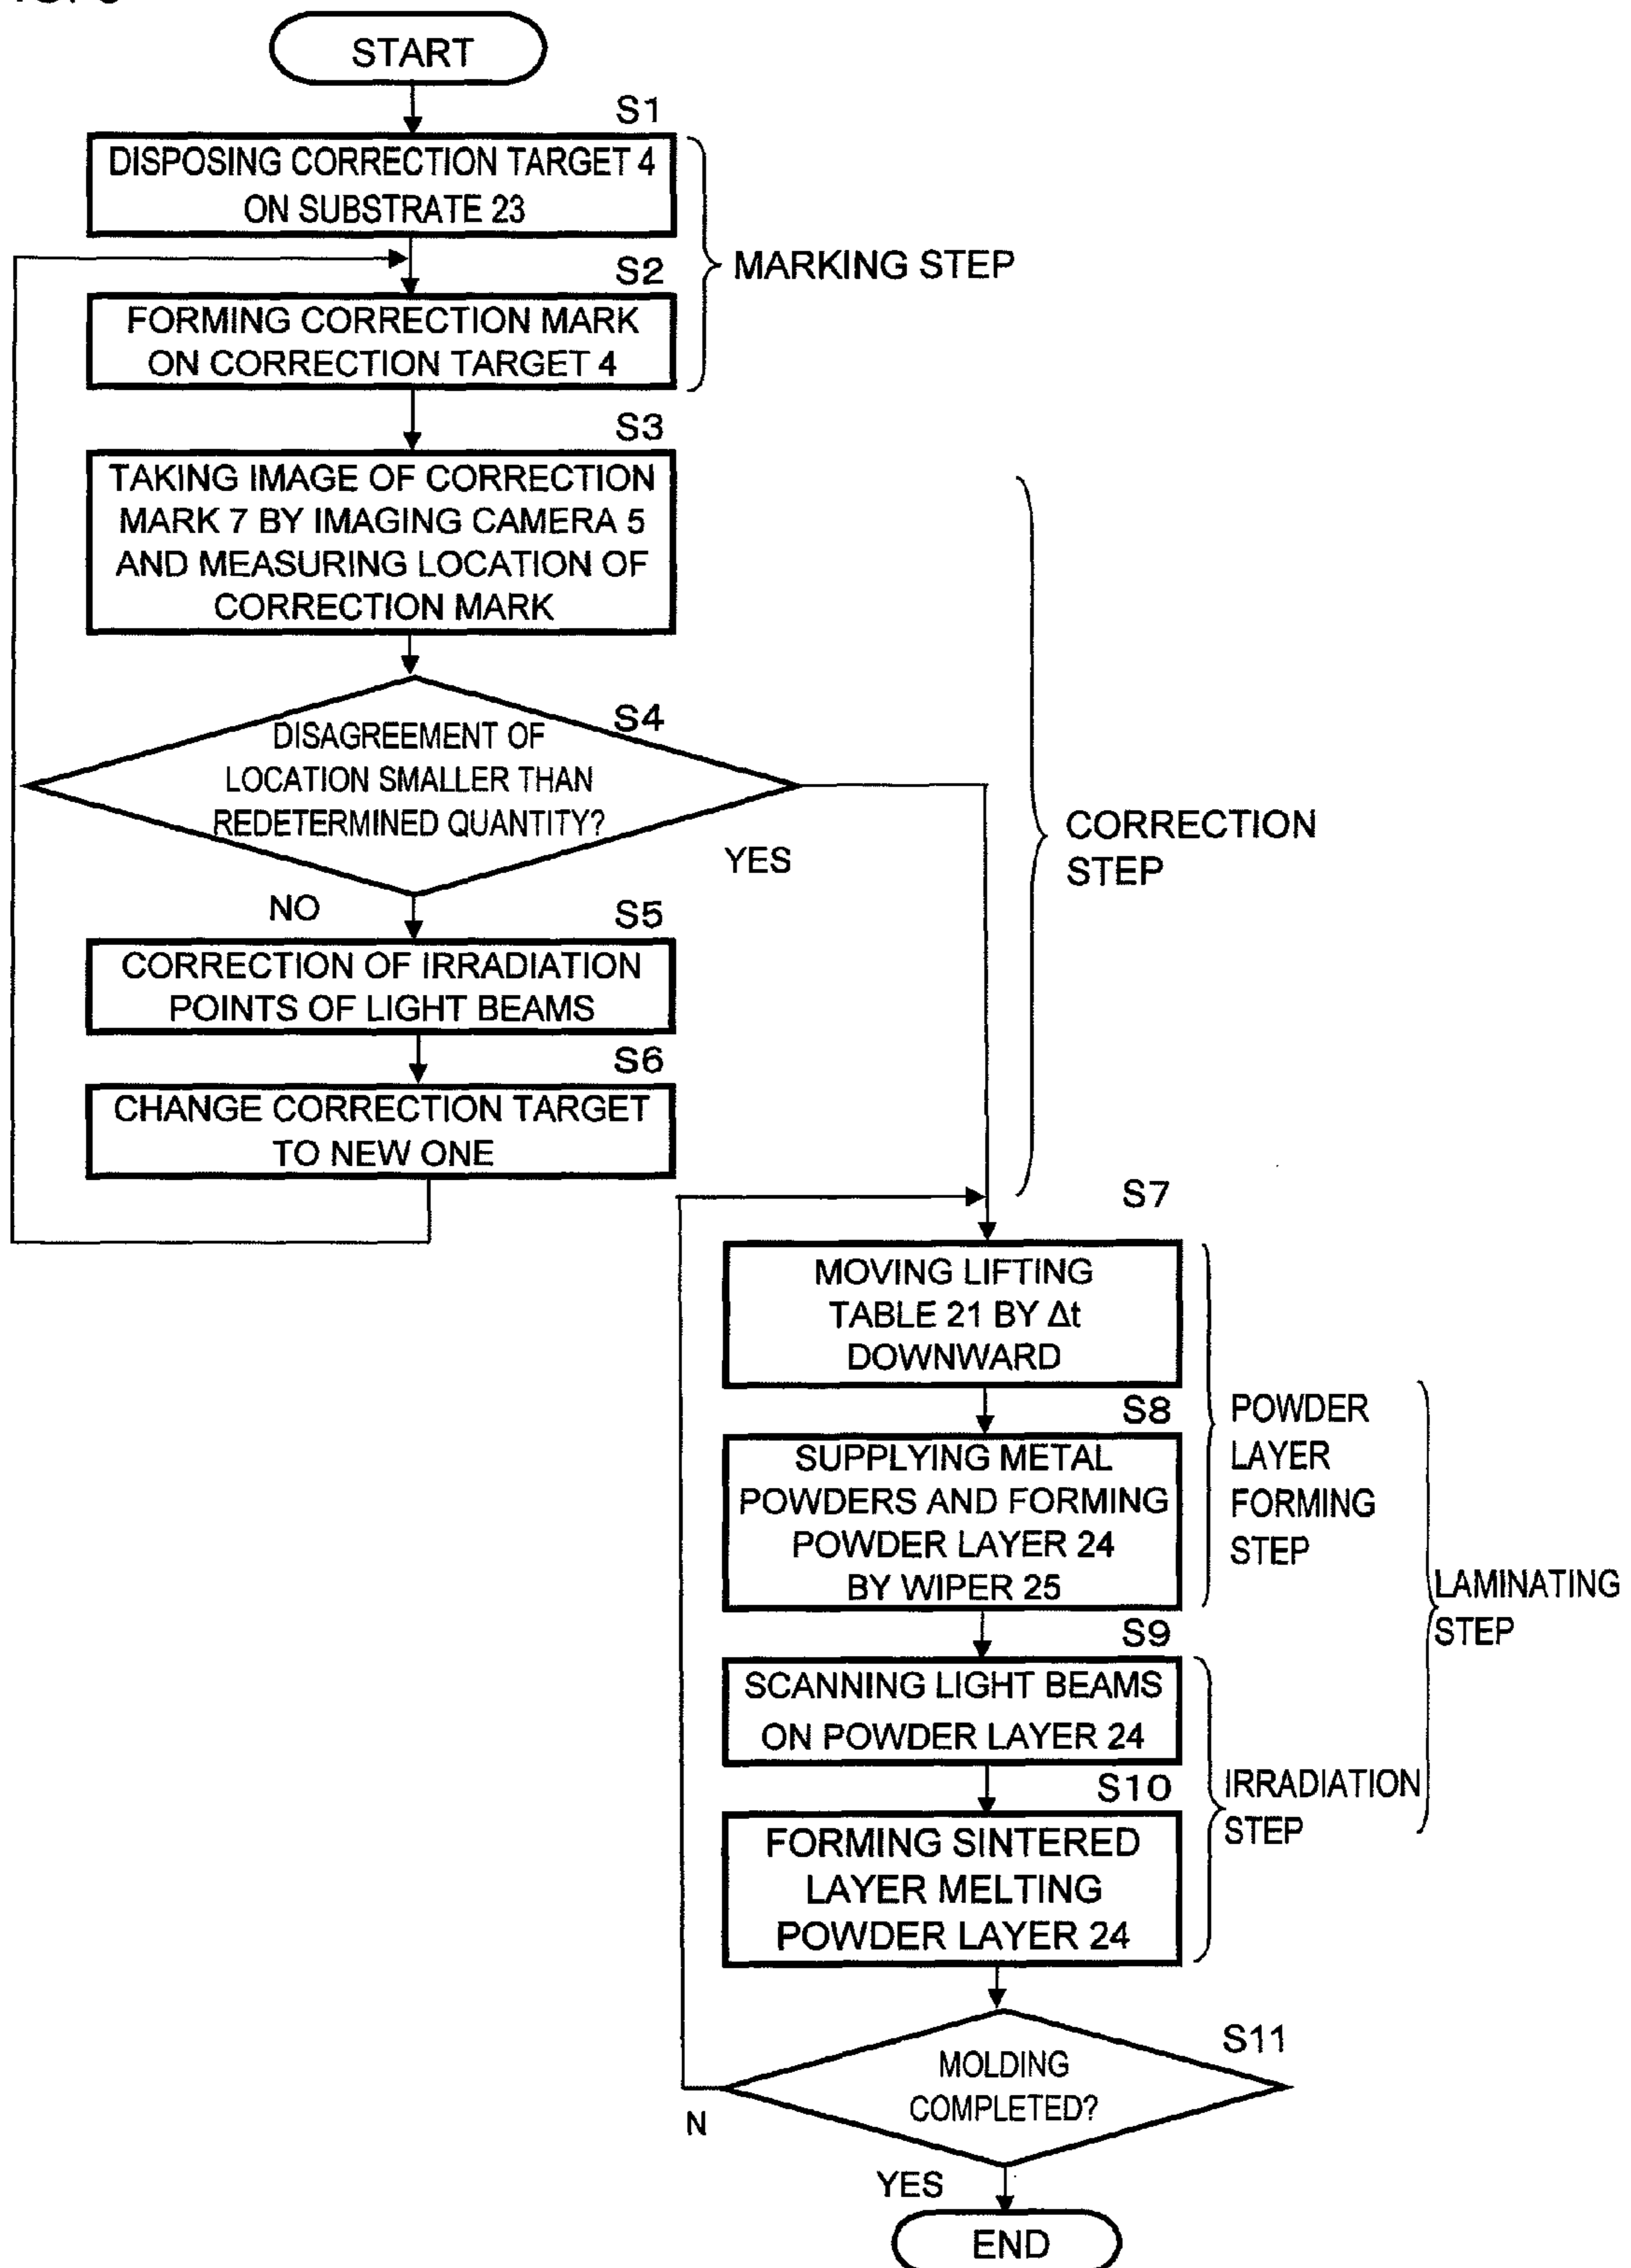 START
S1
DISPOSING CORRECTION TARGET 4
ON SUBSTRATE 23
S2
MARKING STEP
FORMING CORRECTION MARK
ON CORRECTION TARGET 4
S3
TAKING IMAGE OF CORRECTION
MARK 7 BY IMAGING CAMERA 5
AND MEASURING LOCATION OF
CORRECTION MARK
S4
DISAGREEMENT OF
LOCATION SMALLER THAN
REDETERMINED QUANTITY?
YES
NO
CORRECTION
STEP
S5
CORRECTION OF IRRADIATION
POINTS OF LIGHT BEAMS
S6
CHANGE CORRECTION TARGET
TO NEW ONE
S7
MOVING LIFTING
TABLE 21 BY Δt
DOWNWARD
S8
SUPPLYING METAL
POWDERS AND FORMING
POWDER LAYER 24
BY WIPER 25
POWDER
LAYER
FORMING
STEP
LAMINATING
STEP
S9
SCANNING LIGHT BEAMS
ON POWDER LAYER 24
S10
IRRADIATION
STEP
FORMING SINTERED
LAYER MELTING
POWDER LAYER 24
S11
MOLDING
COMPLETED?
N
YES
END